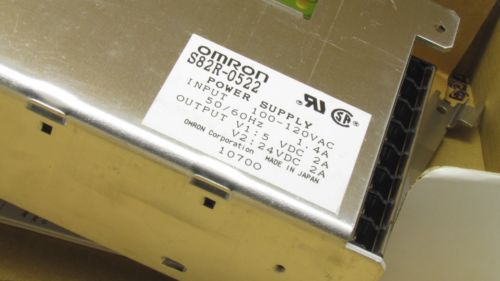 OMRON
S82R-0522
POWER SUPPLY
INPUT 100-120VAC
50/60Hz 1.4A
OUTPUT V1:5 VDC 2A
V2:24VDC 2A
OMRON Corporation MADE IN JAPAN
10700